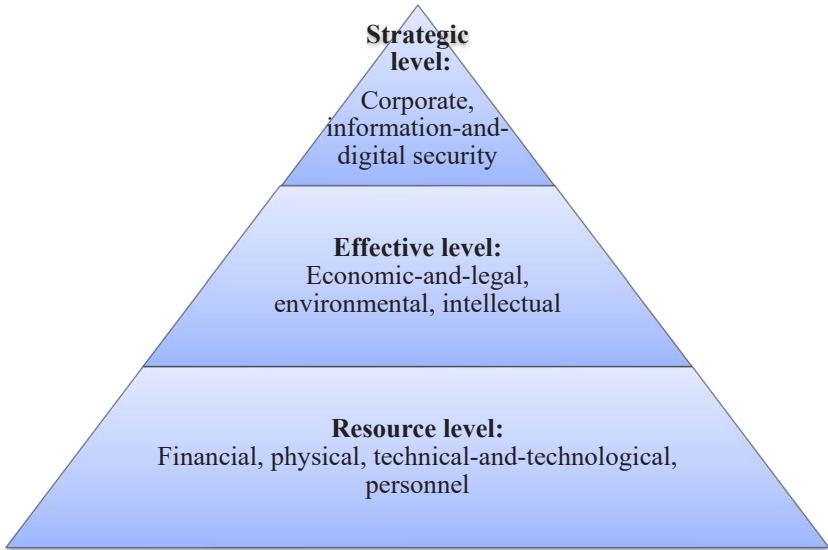 Strategic
level:
Corporate,
information-and-
digital security
Effective level:
Economic-and-legal,
environmental, intellectual
Resource level:
Financial, physical, technical-and-technological,
personnel